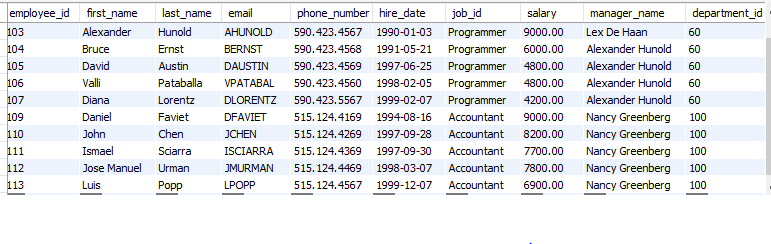 employee_id first_name last_name email phone_number hire_date job_id salary manager_name department_id
103 Alexander Hunold AHUNOLD 590.423.4567 1990-01-03 Programmer 9000.00 Lex De Haan 60
104 Bruce Ernst BERNST 590.423.4568 1991-05-21 Programmer 6000.00 Alexander Hunold 60
105 David Austin DAUSTIN 590.423.4569 1997-06-25 Programmer 4800.00 Alexander Hunold 60
106 Valli Pataballa VPATABAL 590.423.4560 1998-02-05 Programmer 4800.00 Alexander Hunold 60
107 Diana Lorentz DLORENTZ 590.423.5567 1999-02-07 Programmer 4200.00 Alexander Hunold 60
109 Daniel Faviet DFAVIET 515.124.4169 1994-08-16 Accountant 9000.00 Nancy Greenberg 100
110 John Chen JCHEN 515.124.4269 1997-09-28 Accountant 8200.00 Nancy Greenberg 100
111 Ismael Sciarra ISCIARRA 515.124.4369 1997-09-30 Accountant 7700.00 Nancy Greenberg 100
112 Jose Manuel Urman JMURMAN 515.124.4469 1998-03-07 Accountant 7800.00 Nancy Greenberg 100
113 Luis Popp LPOPP 515.124.4567 1999-12-07 Accountant 6900.00 Nancy Greenberg 100